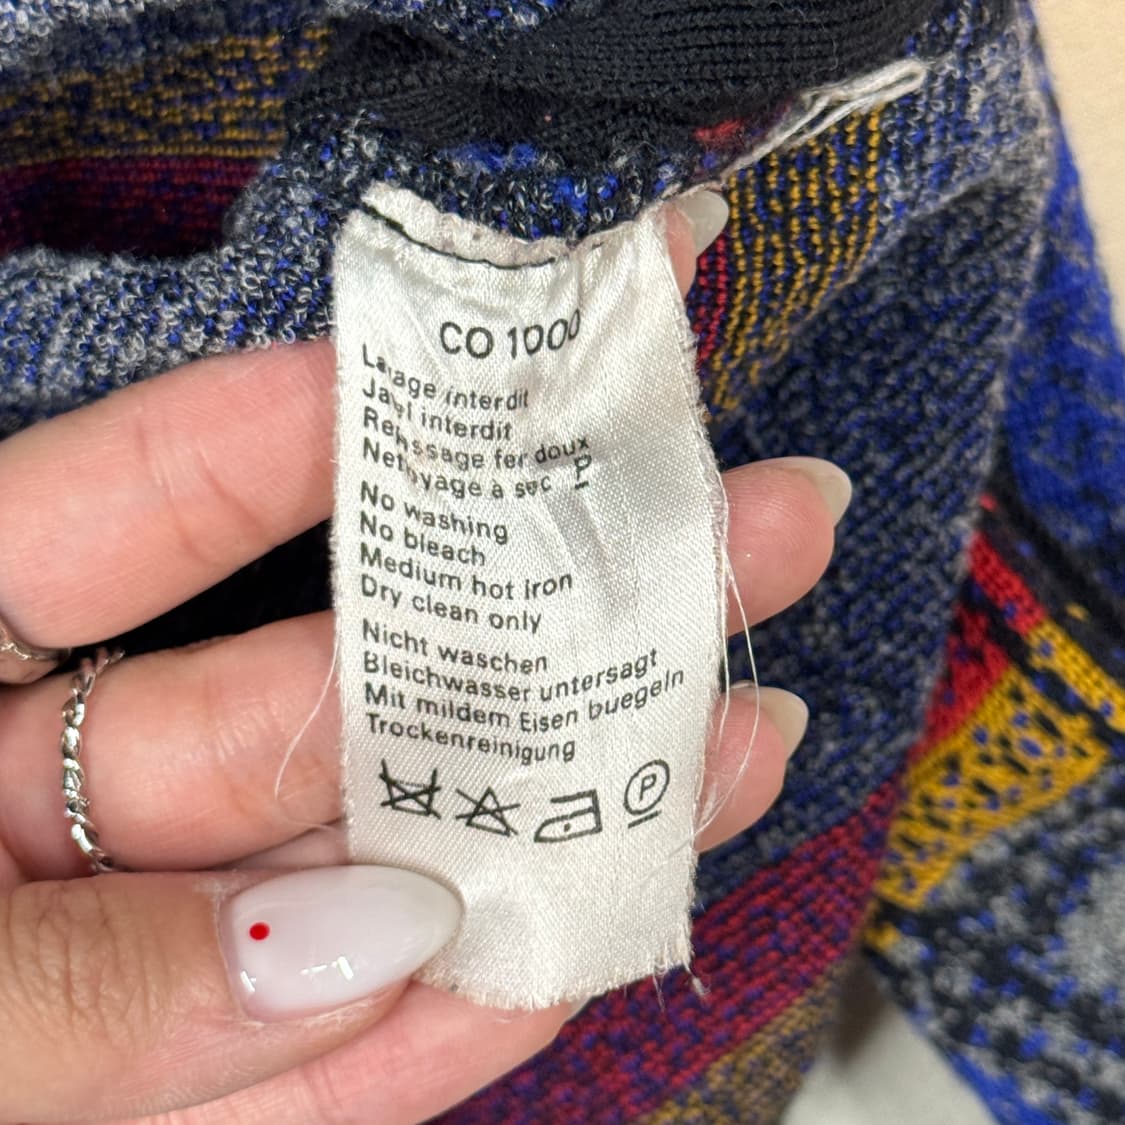 CO 1000
Lavage interdit
Javel interdit
Repassage fer doux
Nettoyage à sec P
No washing
No bleach
Medium hot iron
Dry clean only
Nicht waschen
Bleichwasser untersagt
Mit mildem Eisen buegeln
Trockenreinigung
P